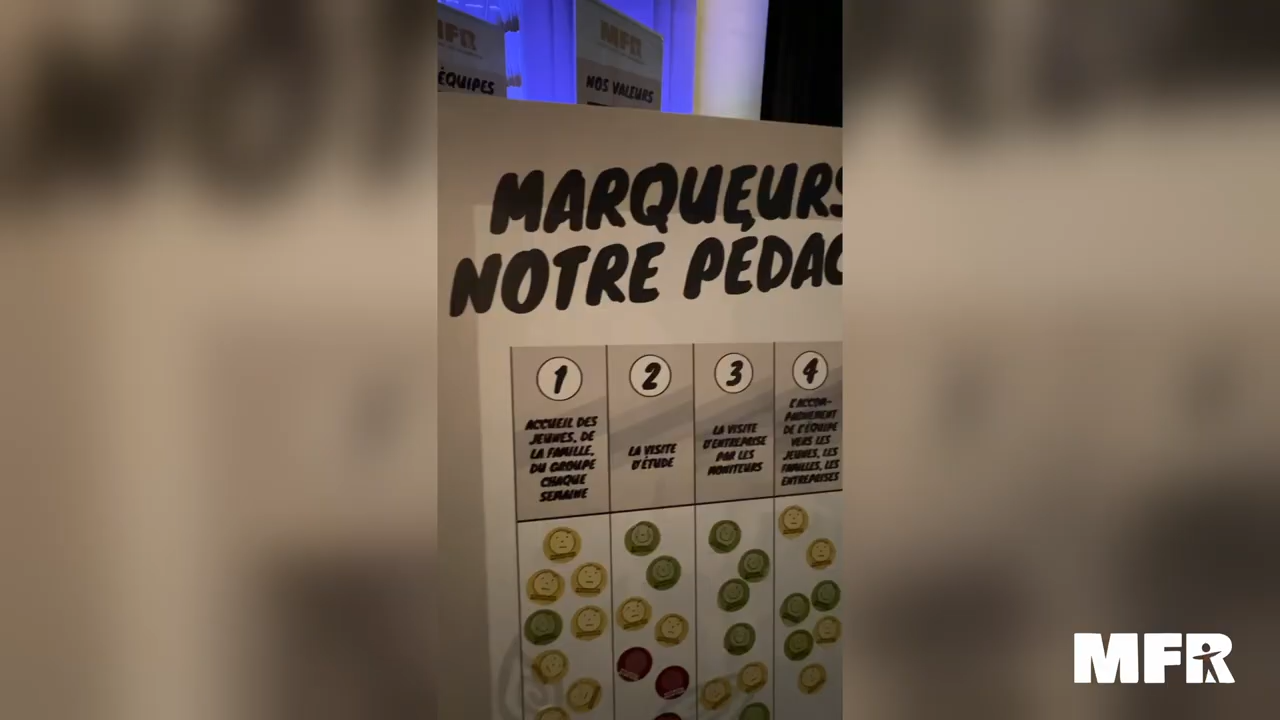 MFR
MFR
ÉQUIPES
NOS VALEURS
MARQUEURS
NOTRE PÉDAG
1
2
3
4
ACCUEIL DES
JEUNES, DE
LA FAMILLE,
DU GROUPE
CHAQUE
SEMAINE
LA VISITE
D'ÉTUDE
LA VISITE
D'ENTREPRISE
PAR LES
MONITEURS
L'ACCOM-
PAGNEMENT
DE L'ÉQUIPE
VERS LES
JEUNES, LES
FAMILLES, LES
ENTREPRISES
MFR